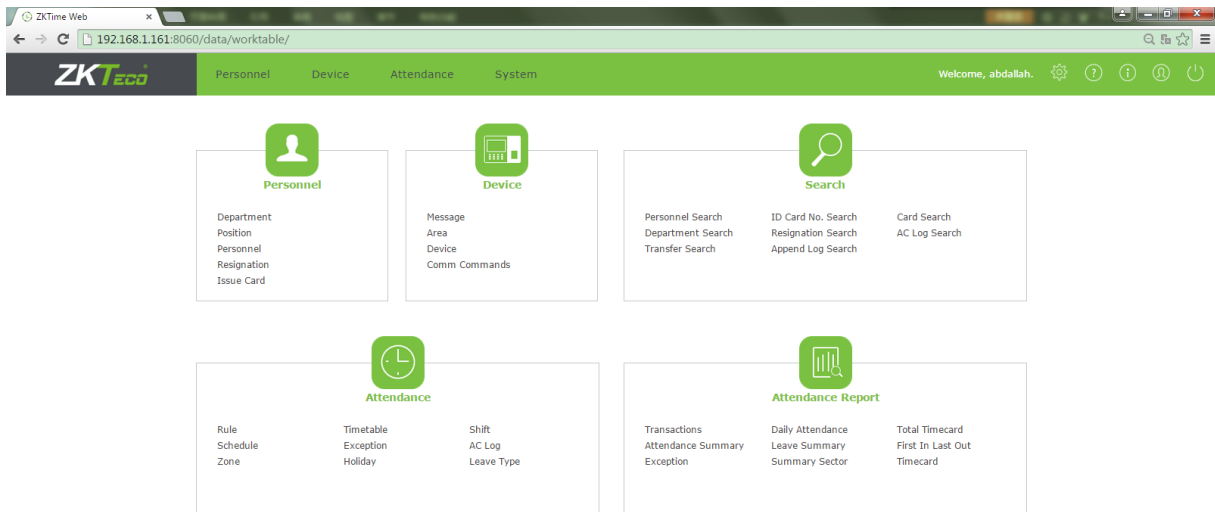 ZKTime Web
192.168.1.161:8060/data/worktable/
ZKTeco
Personnel Device Attendance System
Welcome, abdallah.
Personnel
Department
Position
Personnel
Resignation
Issue Card
Device
Message
Area
Device
Comm Commands
Search
Personnel Search ID Card No. Search Card Search
Department Search Resignation Search AC Log Search
Transfer Search Append Log Search
Attendance
Rule Timetable Shift
Schedule Exception AC Log
Zone Holiday Leave Type
Attendance Report
Transactions Daily Attendance Total Timecard
Attendance Summary Leave Summary First In Last Out
Exception Summary Sector Timecard